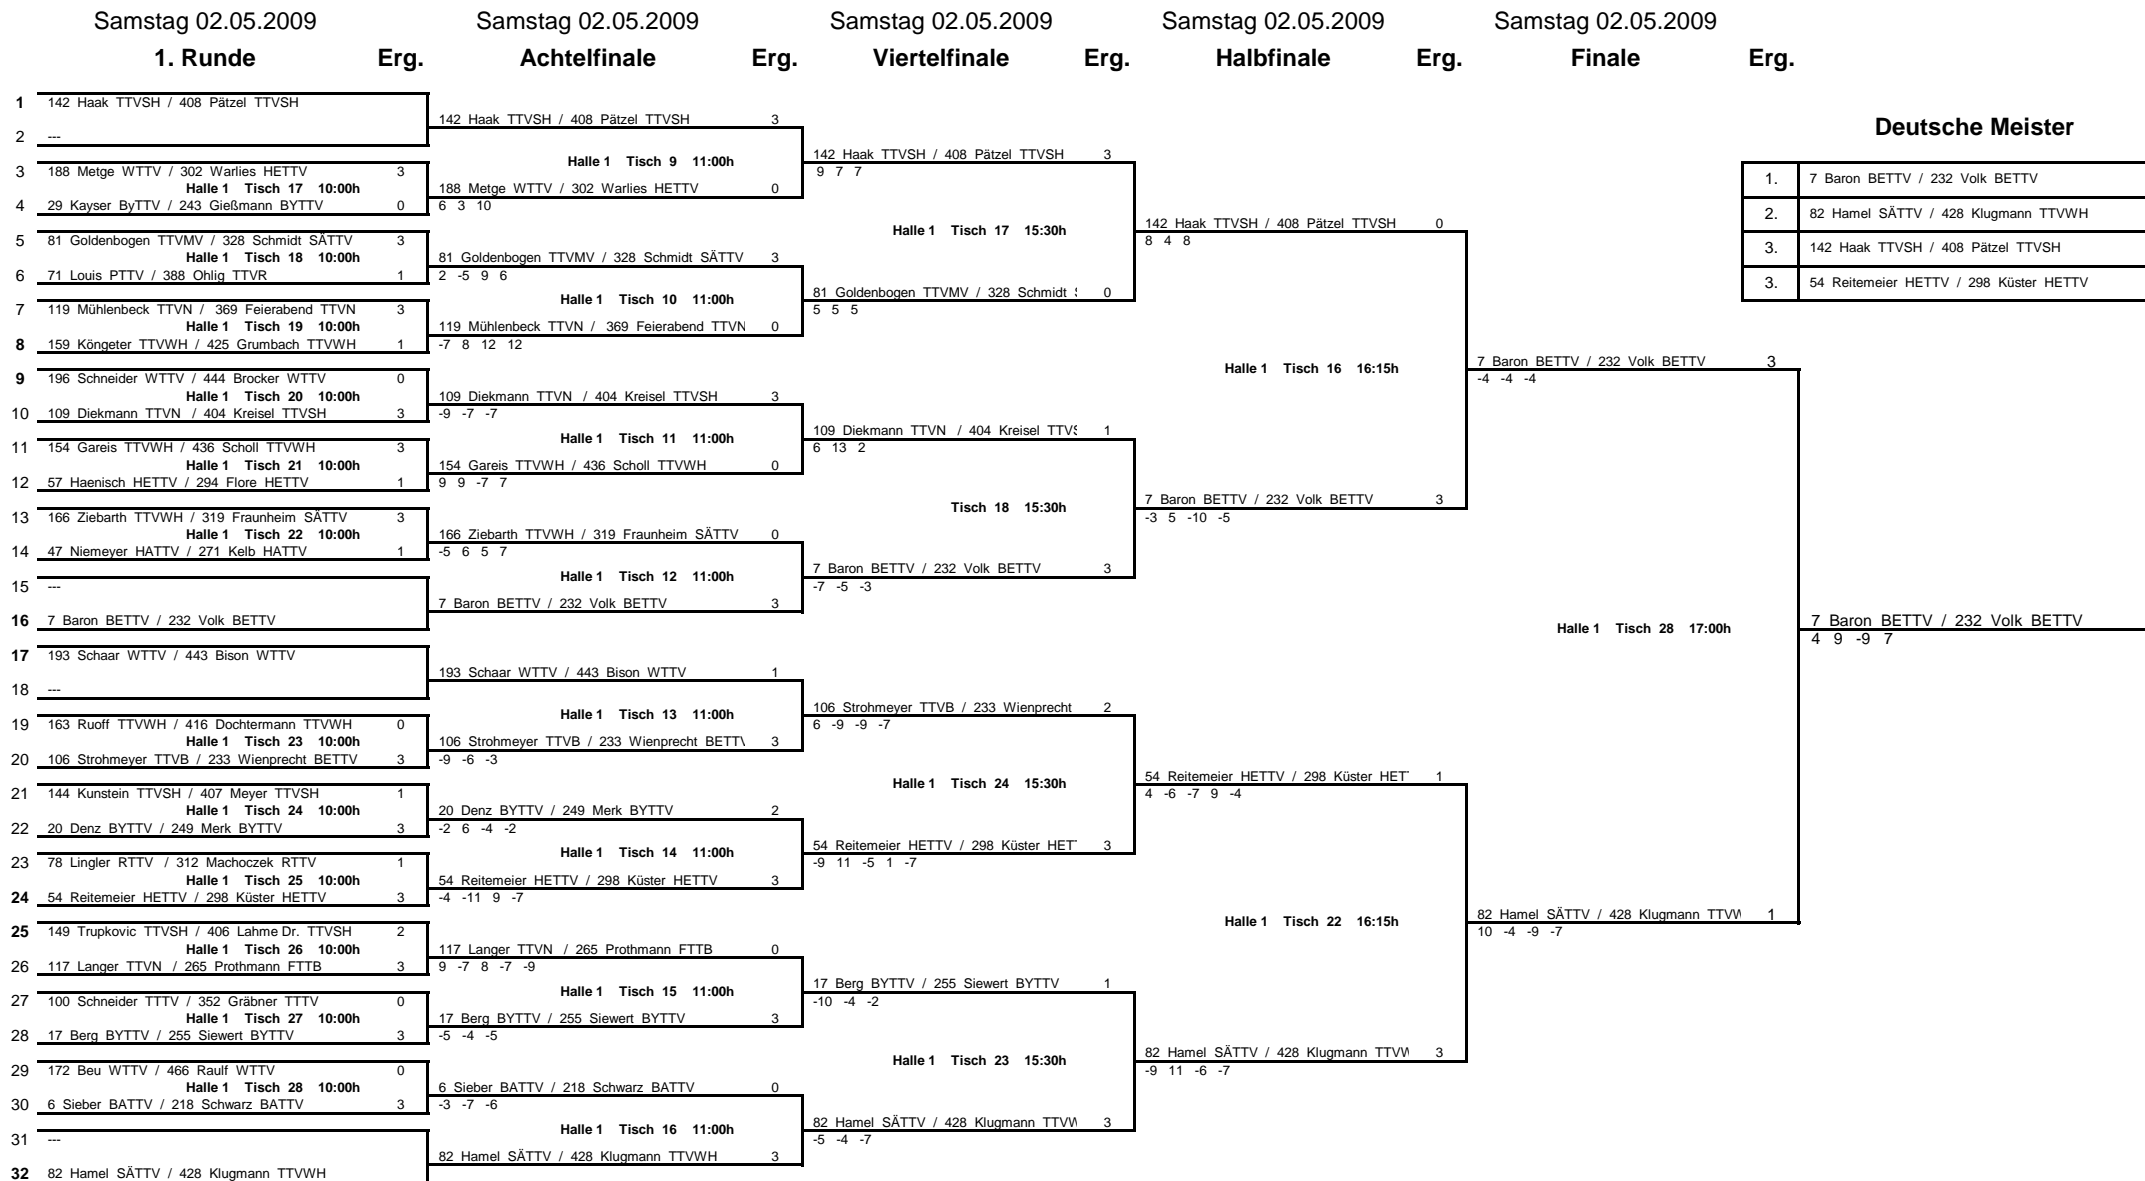 Samstag 02.05.2009 Samstag 02.05.2009 Samstag 02.05.2009 Samstag 02.05.2009 Samstag 02.05.2009
1. Runde Erg. Achtelfinale Erg. Viertelfinale Erg. Halbfinale Erg. Finale Erg.
1 142 Haak TTVSH / 408 Pätzel TTVSH
2 ---
3 188 Metge WTTV / 302 Warlies HETTV 3
Halle 1 Tisch 17 10:00h
4 29 Kayser ByTTV / 243 Gießmann BYTTV 0
5 81 Goldenbogen TTVMV / 328 Schmidt SÄTTV 3
Halle 1 Tisch 18 10:00h
6 71 Louis PTTV / 388 Ohlig TTVR 1
7 119 Mühlenbeck TTVN / 369 Feierabend TTVN 3
Halle 1 Tisch 19 10:00h
8 159 Köngeter TTVWH / 425 Grumbach TTVWH 1
9 196 Schneider WTTV / 444 Brocker WTTV 0
Halle 1 Tisch 20 10:00h
10 109 Diekmann TTVN / 404 Kreisel TTVSH 3
11 154 Gareis TTVWH / 436 Scholl TTVWH 3
Halle 1 Tisch 21 10:00h
12 57 Haenisch HETTV / 294 Flore HETTV 1
13 166 Ziebarth TTVWH / 319 Fraunheim SÄTTV 3
Halle 1 Tisch 22 10:00h
14 47 Niemeyer HATTV / 271 Kelb HATTV 1
15 ---
16 7 Baron BETTV / 232 Volk BETTV
17 193 Schaar WTTV / 443 Bison WTTV
18 ---
19 163 Ruoff TTVWH / 416 Dochtermann TTVWH 0
Halle 1 Tisch 23 10:00h
20 106 Strohmeyer TTVB / 233 Wienprecht BETTV 3
21 144 Kunstein TTVSH / 407 Meyer TTVSH 1
Halle 1 Tisch 24 10:00h
22 20 Denz BYTTV / 249 Merk BYTTV 3
23 78 Lingler RTTV / 312 Machoczek RTTV 1
Halle 1 Tisch 25 10:00h
24 54 Reitemeier HETTV / 298 Küster HETTV 3
25 149 Trupkovic TTVSH / 406 Lahme Dr. TTVSH 2
Halle 1 Tisch 26 10:00h
26 117 Langer TTVN / 265 Prothmann FTTB 3
27 100 Schneider TTTV / 352 Gräbner TTTV 0
Halle 1 Tisch 27 10:00h
28 17 Berg BYTTV / 255 Siewert BYTTV 3
29 172 Beu WTTV / 466 Raulf WTTV 0
Halle 1 Tisch 28 10:00h
30 6 Sieber BATTV / 218 Schwarz BATTV 3
31 ---
32 82 Hamel SÄTTV / 428 Klugmann TTVWH
142 Haak TTVSH / 408 Pätzel TTVSH 3
Halle 1 Tisch 9 11:00h
188 Metge WTTV / 302 Warlies HETTV 0
6 3 10
81 Goldenbogen TTVMV / 328 Schmidt SÄTTV 3
2 -5 9 6
Halle 1 Tisch 10 11:00h
119 Mühlenbeck TTVN / 369 Feierabend TTVN 0
-7 8 12 12
109 Diekmann TTVN / 404 Kreisel TTVSH 3
-9 -7 -7
Halle 1 Tisch 11 11:00h
154 Gareis TTVWH / 436 Scholl TTVWH 0
9 9 -7 7
166 Ziebarth TTVWH / 319 Fraunheim SÄTTV 0
-5 6 5 7
Halle 1 Tisch 12 11:00h
7 Baron BETTV / 232 Volk BETTV 3
193 Schaar WTTV / 443 Bison WTTV 1
Halle 1 Tisch 13 11:00h
106 Strohmeyer TTVB / 233 Wienprecht BETT 3
-9 -6 -3
20 Denz BYTTV / 249 Merk BYTTV 2
-2 6 -4 -2
Halle 1 Tisch 14 11:00h
54 Reitemeier HETTV / 298 Küster HETTV 3
-4 -11 9 -7
117 Langer TTVN / 265 Prothmann FTTB 0
9 -7 8 -7 -9
Halle 1 Tisch 15 11:00h
17 Berg BYTTV / 255 Siewert BYTTV 3
-5 -4 -5
6 Sieber BATTV / 218 Schwarz BATTV 0
-3 -7 -6
Halle 1 Tisch 16 11:00h
82 Hamel SÄTTV / 428 Klugmann TTVWH 3
142 Haak TTVSH / 408 Pätzel TTVSH 3
9 7 7
Halle 1 Tisch 17 15:30h
81 Goldenbogen TTVMV / 328 Schmidt 0
5 5 5
109 Diekmann TTVN / 404 Kreisel TTV 1
6 13 2
Tisch 18 15:30h
7 Baron BETTV / 232 Volk BETTV 3
-7 -5 -3
106 Strohmeyer TTVB / 233 Wienprecht 2
6 -9 -9 -7
Halle 1 Tisch 24 15:30h
54 Reitemeier HETTV / 298 Küster HET 3
-9 11 -5 1 -7
17 Berg BYTTV / 255 Siewert BYTTV 1
-10 -4 -2
Halle 1 Tisch 23 15:30h
82 Hamel SÄTTV / 428 Klugmann TTV 3
-5 -4 -7
142 Haak TTVSH / 408 Pätzel TTVSH 0
8 4 8
Halle 1 Tisch 16 16:15h
7 Baron BETTV / 232 Volk BETTV 3
-3 5 -10 -5
54 Reitemeier HETTV / 298 Küster HET 1
4 -6 -7 9 -4
Halle 1 Tisch 22 16:15h
82 Hamel SÄTTV / 428 Klugmann TTV 3
-9 11 -6 -7
7 Baron BETTV / 232 Volk BETTV 3
-4 -4 -4
Halle 1 Tisch 28 17:00h
82 Hamel SÄTTV / 428 Klugmann TTV 1
10 -4 -9 -7
7 Baron BETTV / 232 Volk BETTV
4 9 -9 7
Deutsche Meister
1. 7 Baron BETTV / 232 Volk BETTV
2. 82 Hamel SÄTTV / 428 Klugmann TTVWH
3. 142 Haak TTVSH / 408 Pätzel TTVSH
3. 54 Reitemeier HETTV / 298 Küster HETTV